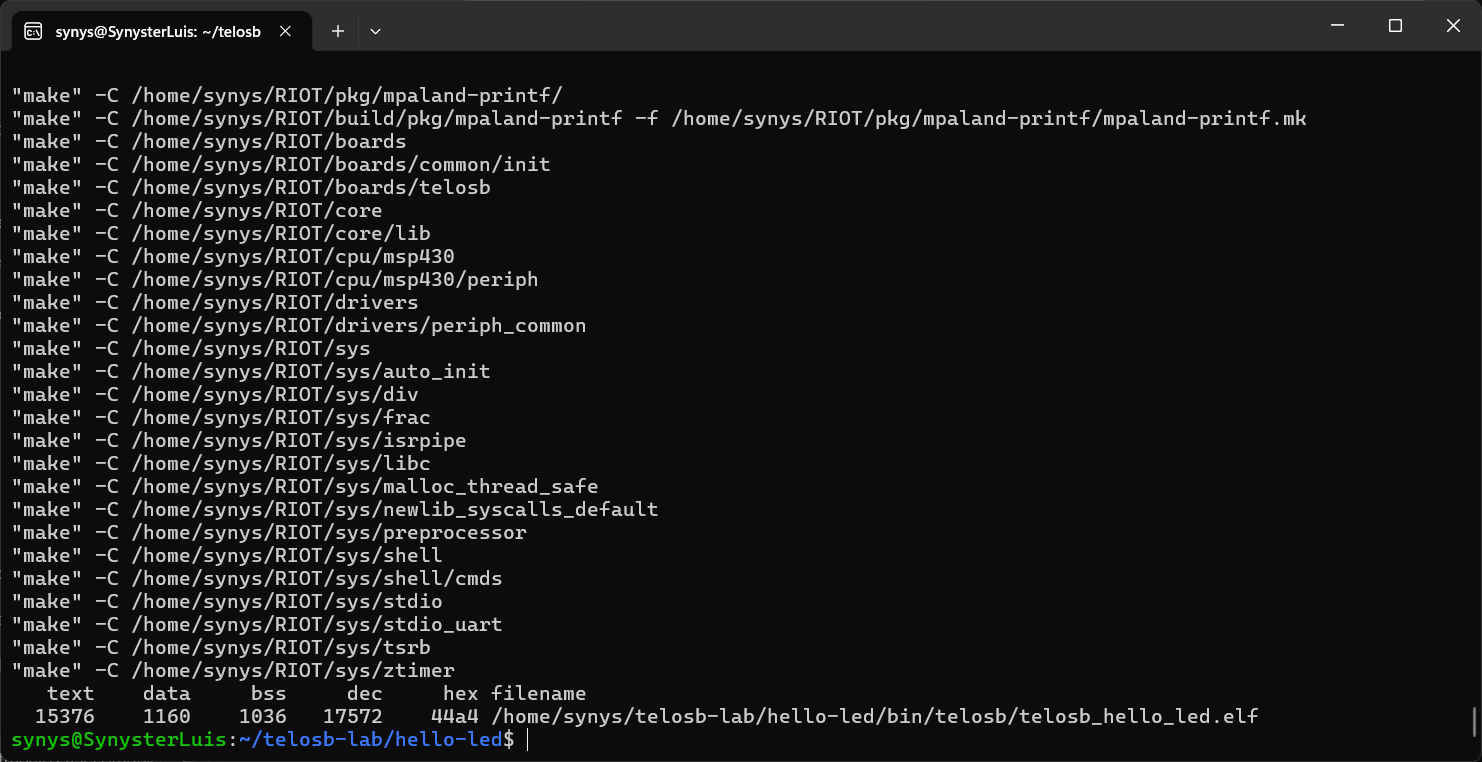 synys@SynysterLuis: ~/telosb
"make" -C /home/synys/RIOT/pkg/mpaland-printf/
"make" -C /home/synys/RIOT/build/pkg/mpaland-printf -f /home/synys/RIOT/pkg/mpaland-printf/mpaland-printf.mk
"make" -C /home/synys/RIOT/boards
"make" -C /home/synys/RIOT/boards/common/init
"make" -C /home/synys/RIOT/boards/telosb
"make" -C /home/synys/RIOT/core
"make" -C /home/synys/RIOT/core/lib
"make" -C /home/synys/RIOT/cpu/msp430
"make" -C /home/synys/RIOT/cpu/msp430/periph
"make" -C /home/synys/RIOT/drivers
"make" -C /home/synys/RIOT/drivers/periph_common
"make" -C /home/synys/RIOT/sys
"make" -C /home/synys/RIOT/sys/auto_init
"make" -C /home/synys/RIOT/sys/div
"make" -C /home/synys/RIOT/sys/frac
"make" -C /home/synys/RIOT/sys/isrpipe
"make" -C /home/synys/RIOT/sys/libc
"make" -C /home/synys/RIOT/sys/malloc_thread_safe
"make" -C /home/synys/RIOT/sys/newlib_syscalls_default
"make" -C /home/synys/RIOT/sys/preprocessor
"make" -C /home/synys/RIOT/sys/shell
"make" -C /home/synys/RIOT/sys/shell/cmds
"make" -C /home/synys/RIOT/sys/stdio
"make" -C /home/synys/RIOT/sys/stdio_uart
"make" -C /home/synys/RIOT/sys/tsrb
"make" -C /home/synys/RIOT/sys/ztimer
   text    data     bss     dec     hex filename
  15376    1160    1036   17572    44a4 /home/synys/telosb-lab/hello-led/bin/telosb/telosb_hello_led.elf
synys@SynysterLuis:~/telosb-lab/hello-led$